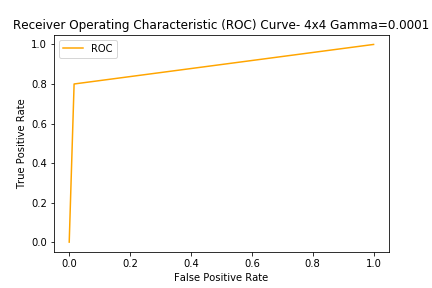 Receiver Operating Characteristic (ROC) Curve- 4x4 Gamma=0.0001
ROC
1.0
0.8
0.6
0.4
0.2
0.0
True Positive Rate
0.0 0.2 0.4 0.6 0.8 1.0
False Positive Rate